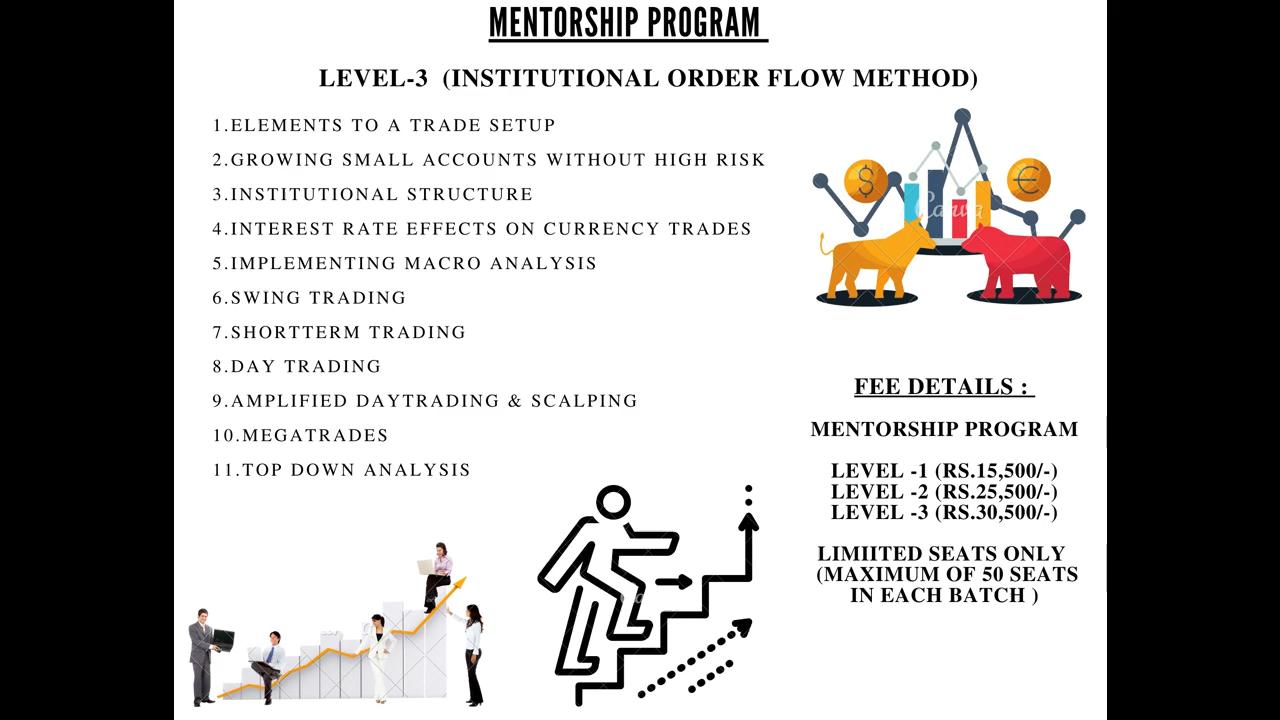 MENTORSHIP PROGRAM
LEVEL-3 (INSTITUTIONAL ORDER FLOW METHOD)
1.ELEMENTS TO A TRADE SETUP
2.GROWING SMALL ACCOUNTS WITHOUT HIGH RISK
3.INSTITUTIONAL STRUCTURE
4.INTEREST RATE EFFECTS ON CURRENCY TRADES
5.IMPLEMENTING MACRO ANALYSIS
6.SWING TRADING
7.SHORTTERM TRADING
8.DAY TRADING
9.AMPLIFIED DAYTRADING & SCALPING
10.MEGATRADES
11.TOP DOWN ANALYSIS
$
€
Canva
FEE DETAILS :
MENTORSHIP PROGRAM
LEVEL -1 (RS.15,500/-)
LEVEL -2 (RS.25,500/-)
LEVEL -3 (RS.30,500/-)
LIMIITED SEATS ONLY
(MAXIMUM OF 50 SEATS
IN EACH BATCH )